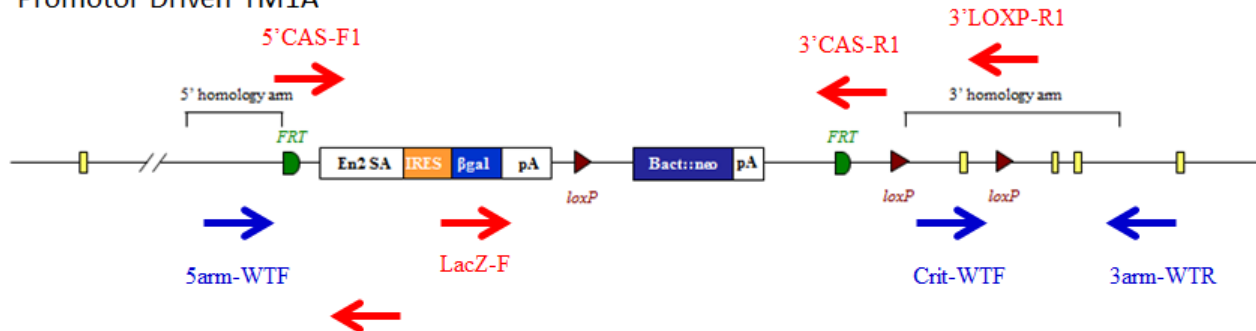 Promotor Driven TM1A
5'CAS-F1
3'CAS-R1
3'LOXP-R1
5' homology arm
3' homology arm
FRT
FRT
En2 SA IRES βgal pA
Bact::neo pA
loxP
loxP
loxP
5arm-WTF
LacZ-F
Crit-WTF
3arm-WTR